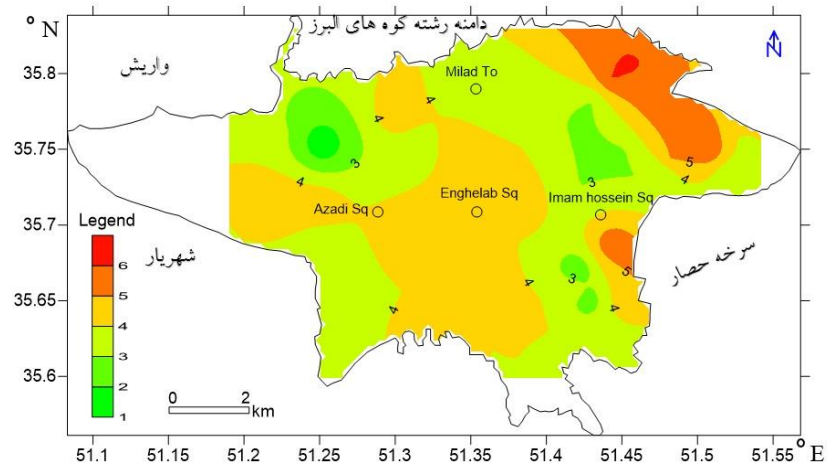 ° N
دامنه رشته کوه های البرز
N
واریش
Milad To
35.8
35.75
35.7
35.65
35.6
4
4
3
3
5
4
4
Azadi Sq
Enghelab Sq
Imam hossein Sq
Legend
6
5
4
3
2
1
شهریار
سرخه حصار
3
5
4
4
4
0 2
km
51.1 51.15 51.2 51.25 51.3 51.35 51.4 51.45 51.5 51.55
° E